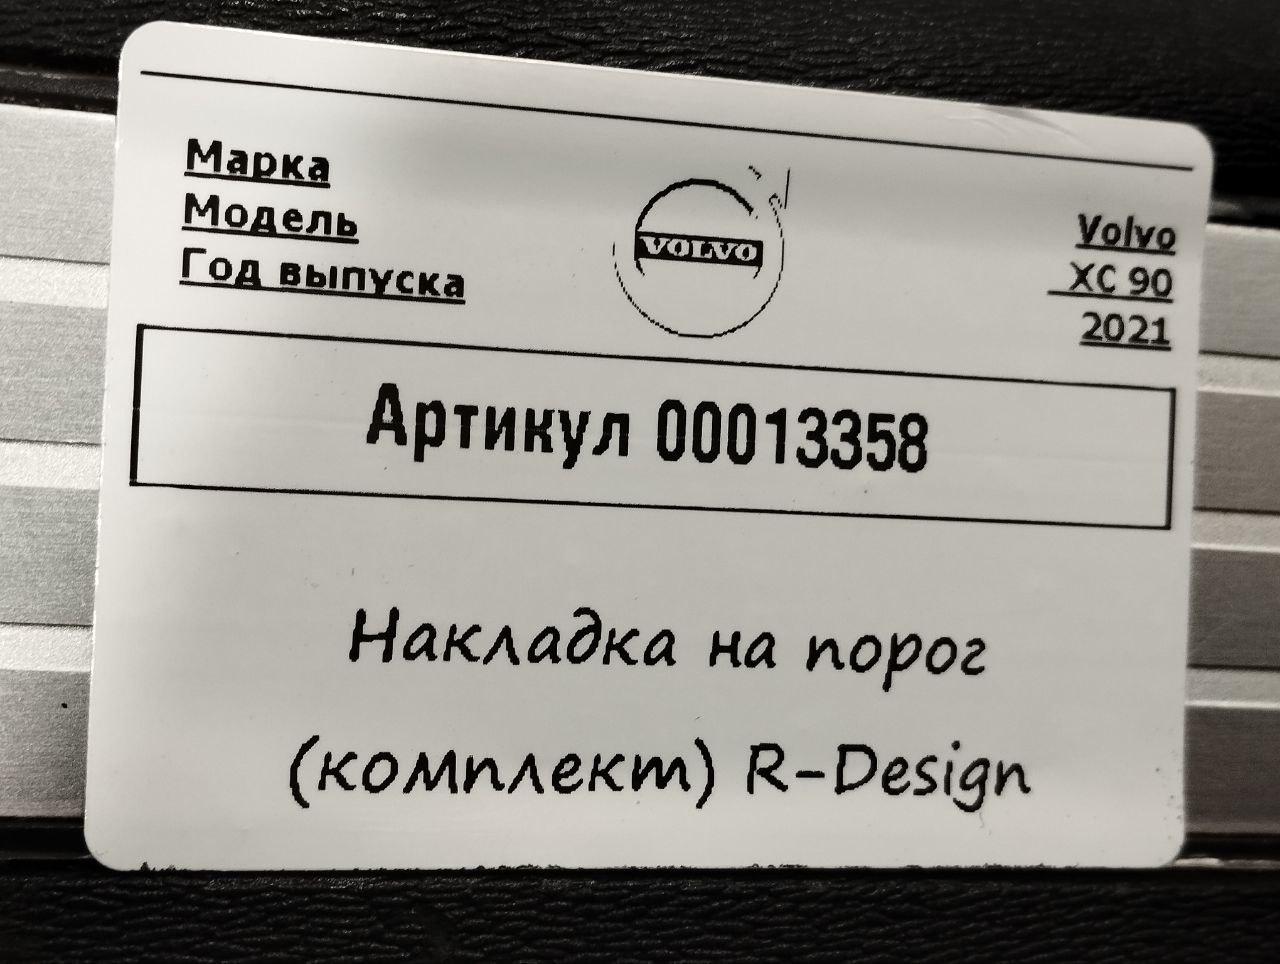 Марка
Модель
Год выпуска
VOLVO
Volvo
XC 90
2021
Артикул 00013358
Накладка на порог
(комплект) R-Design